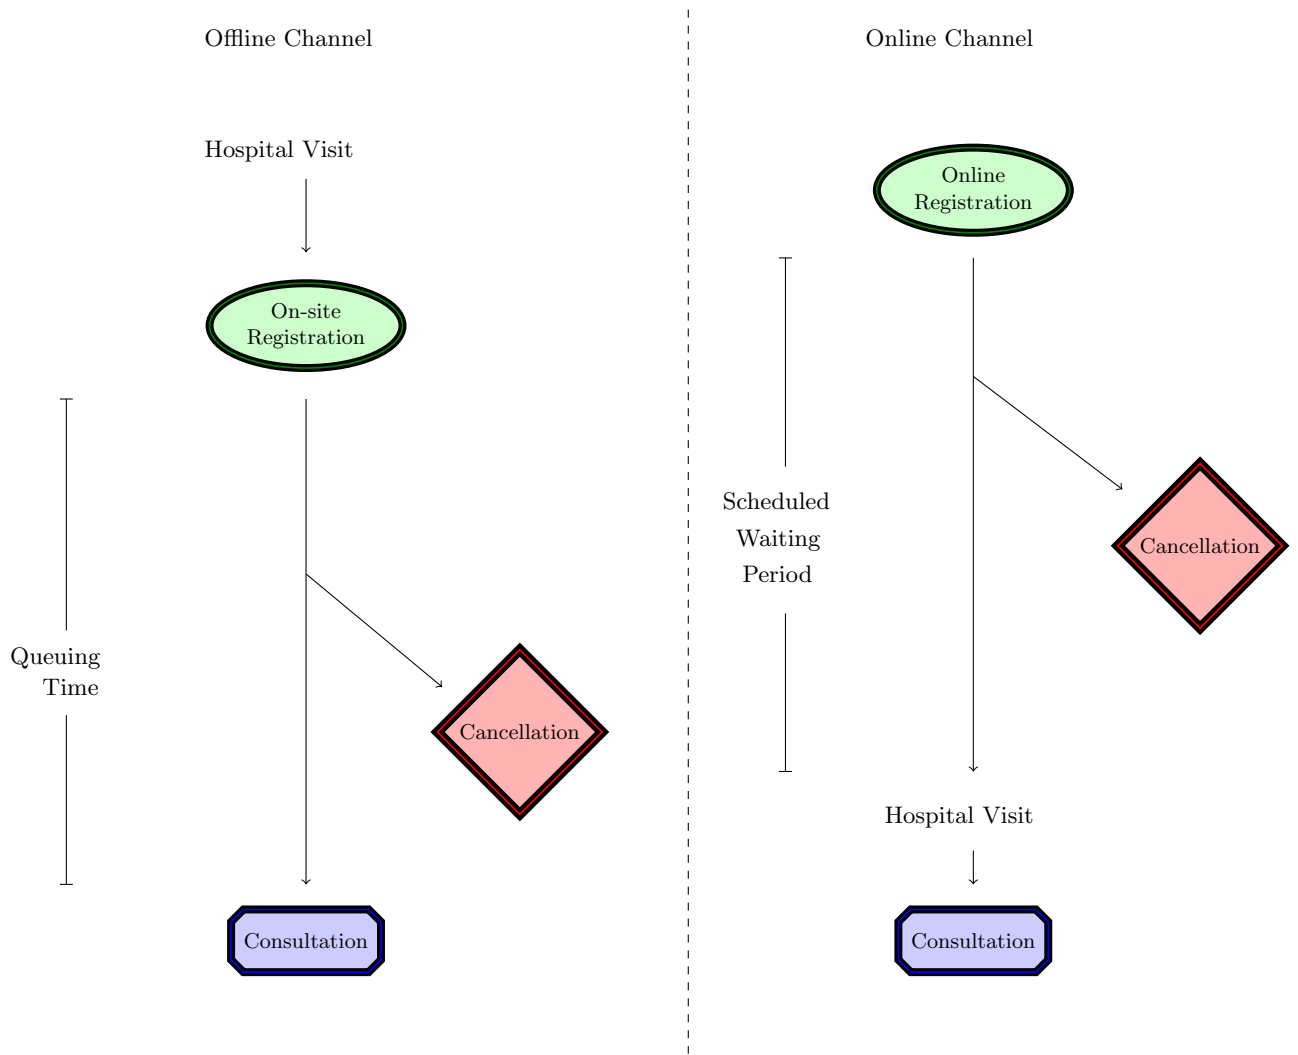 Offline Channel
Hospital Visit
On-site
Registration
Queuing
Time
Cancellation
Consultation
Online Channel
Online
Registration
Scheduled
Waiting
Period
Cancellation
Hospital Visit
Consultation